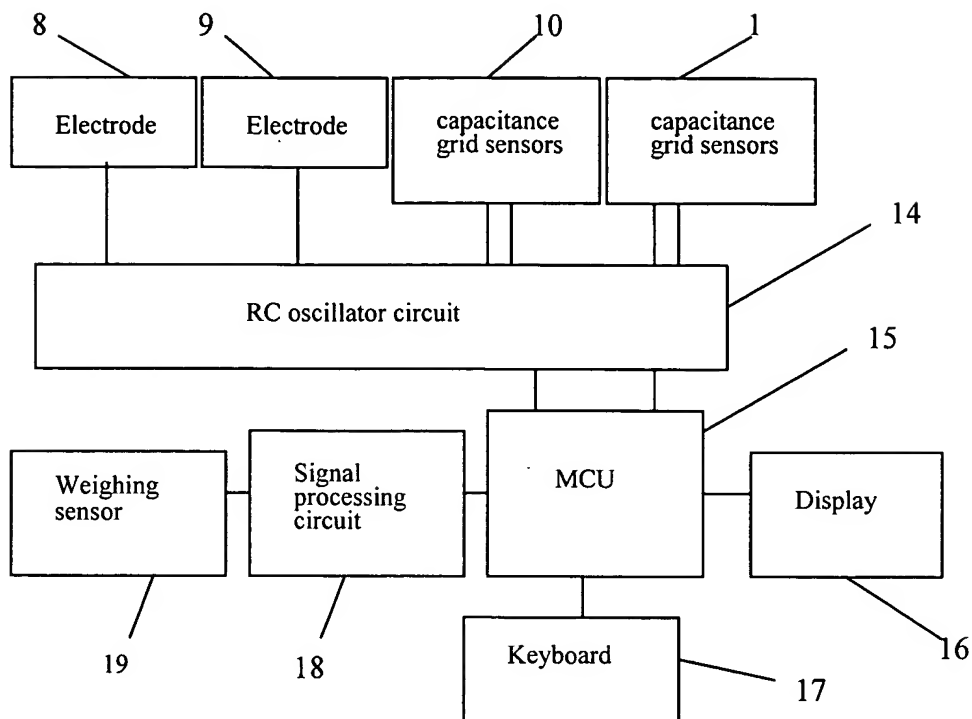 8
9
10
1
Electrode
Electrode
capacitance
grid sensors
capacitance
grid sensors
14
RC oscillator circuit
15
Weighing
sensor
Signal
processing
circuit
MCU
Display
19
18
Keyboard
17
16